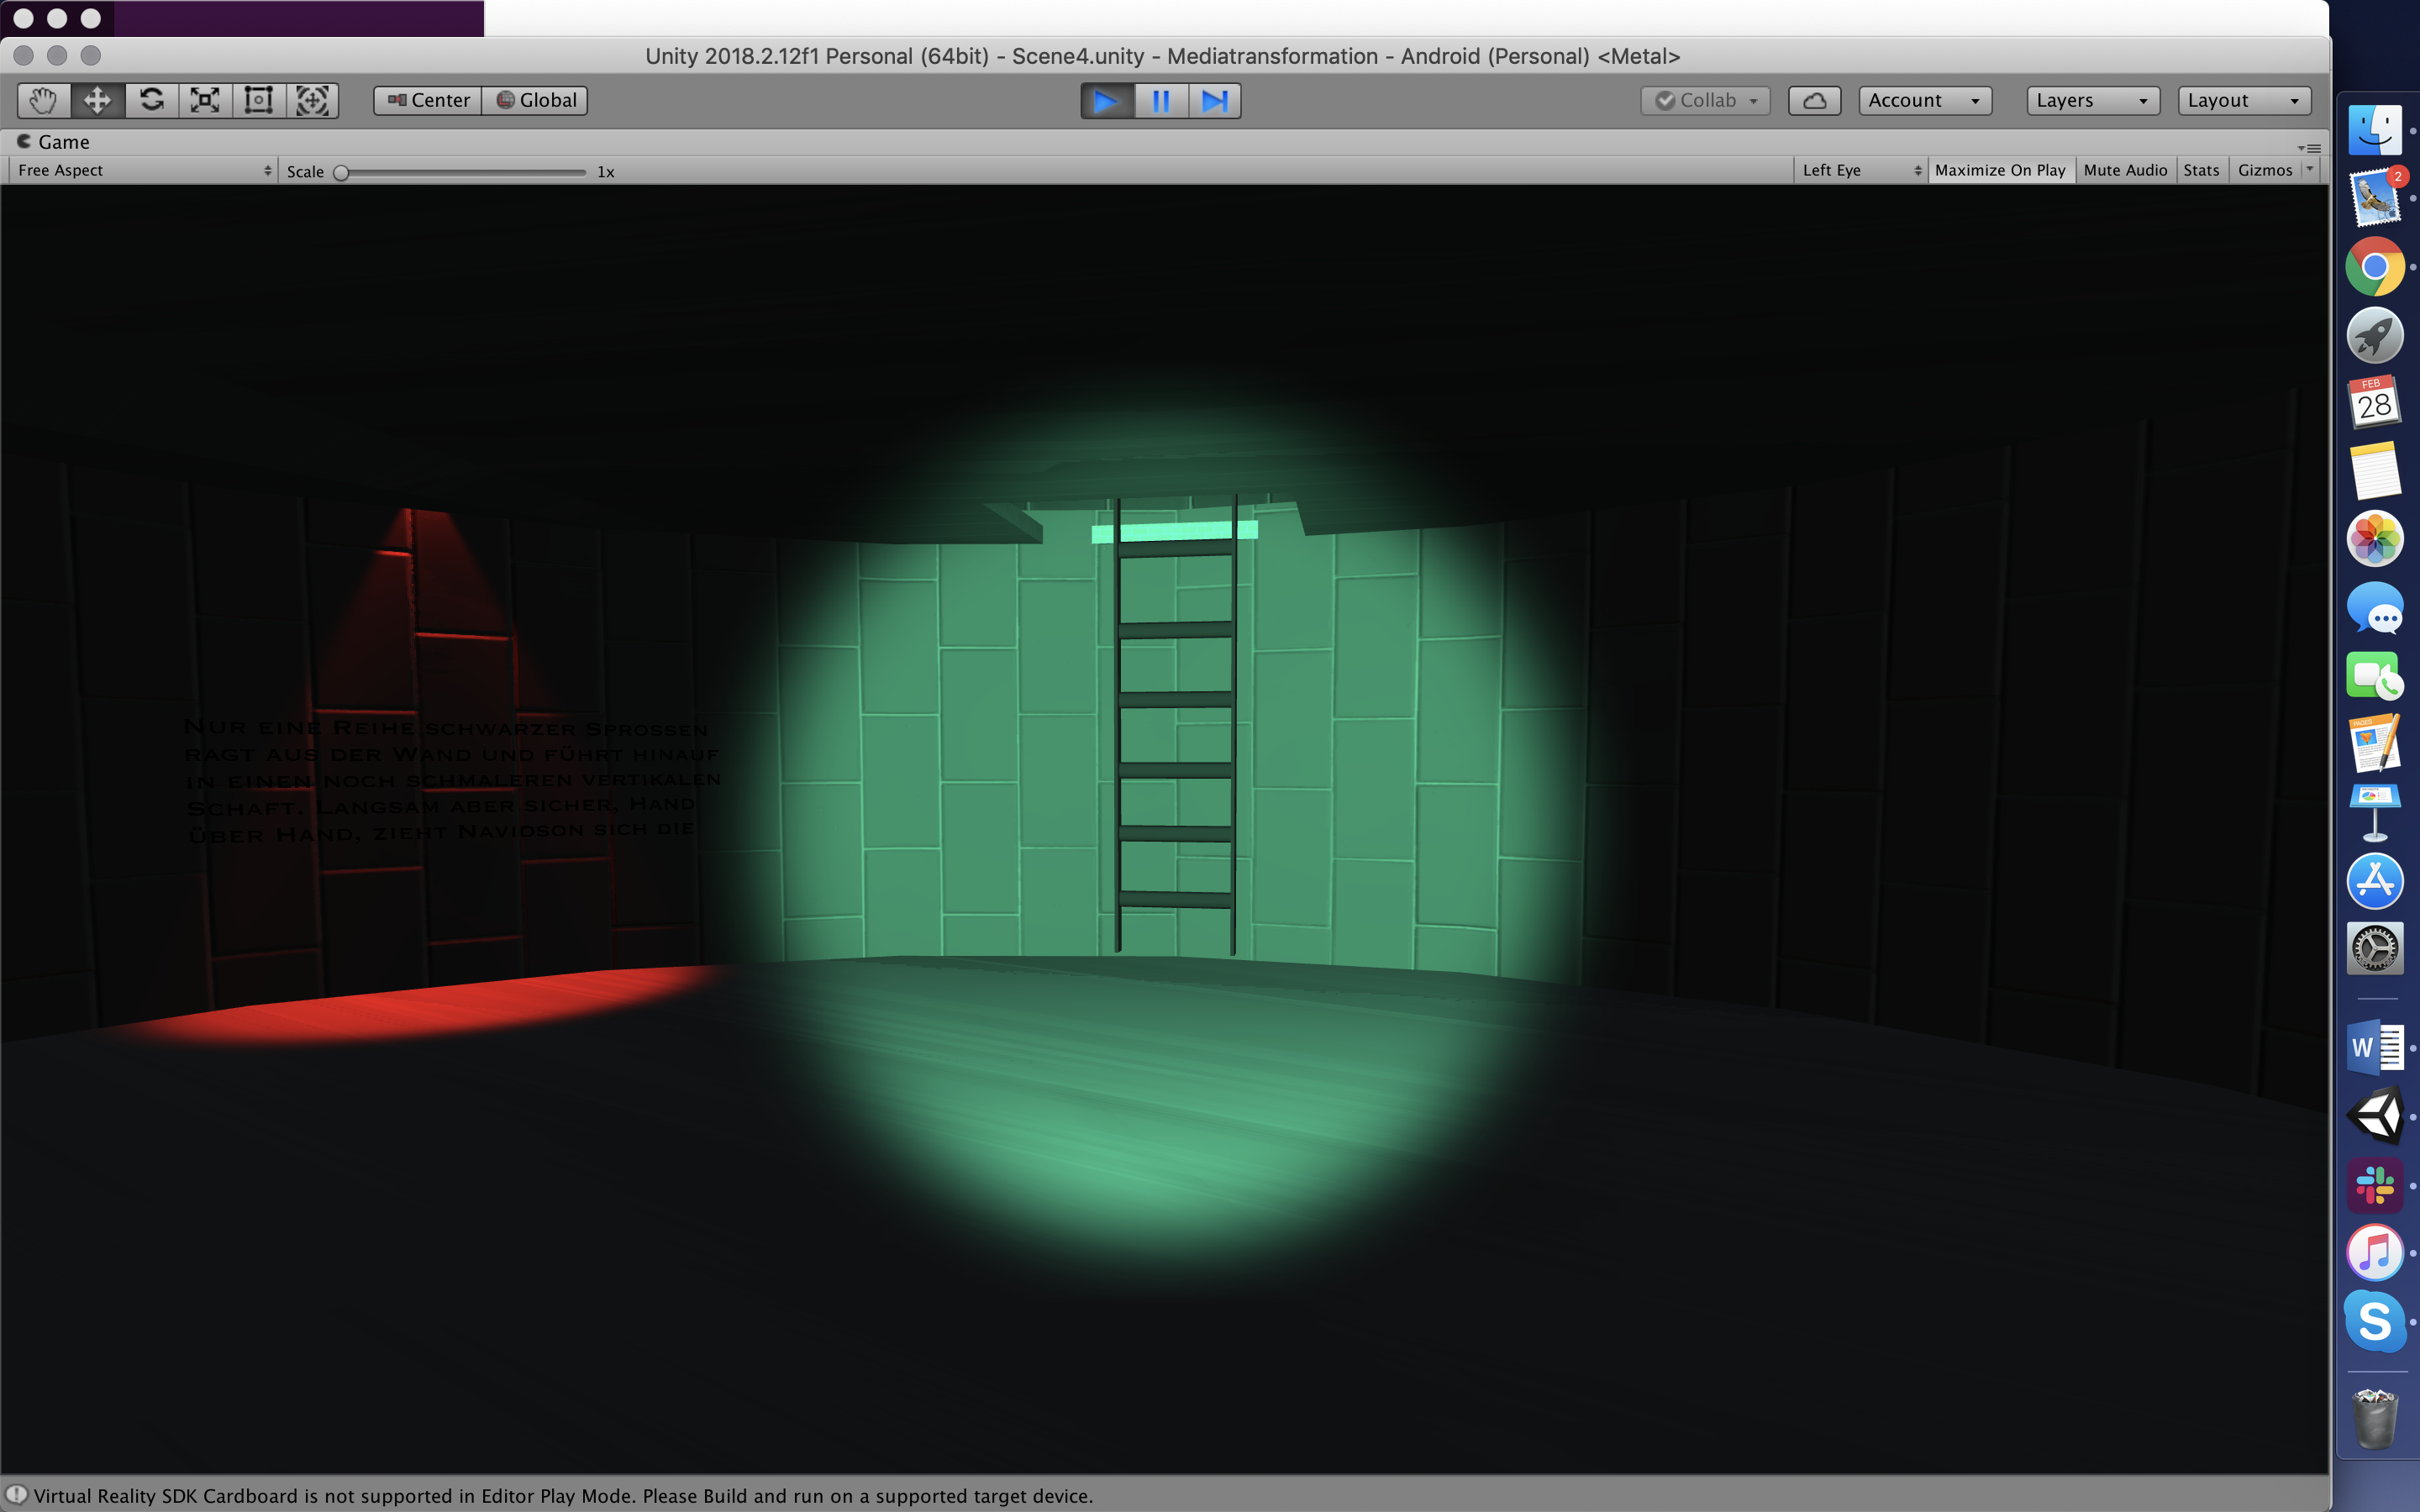 Unity 2018.2.12f1 Personal (64bit) - Scene4.unity - Mediatransformation - Android (Personal) <Metal>
Center Global Collab Account Layers Layout
Game
Free Aspect Scale 1x Left Eye Maximize On Play Mute Audio Stats Gizmos
2
FEB
28
NUR EINE REIHE SCHWARZER SPROSSEN
RAGT AUS DER WAND UND FÜHRT HINAUF
IN EINEN NOCH SCHMALEREN VERTIKALEN
SCHAFT. LANGSAM ABER SICHER, HAND
ÜBER HAND, ZIEHT NAVIDSON SICH DIE
PAGES
W
S
Virtual Reality SDK Cardboard is not supported in Editor Play Mode. Please Build and run on a supported target device.